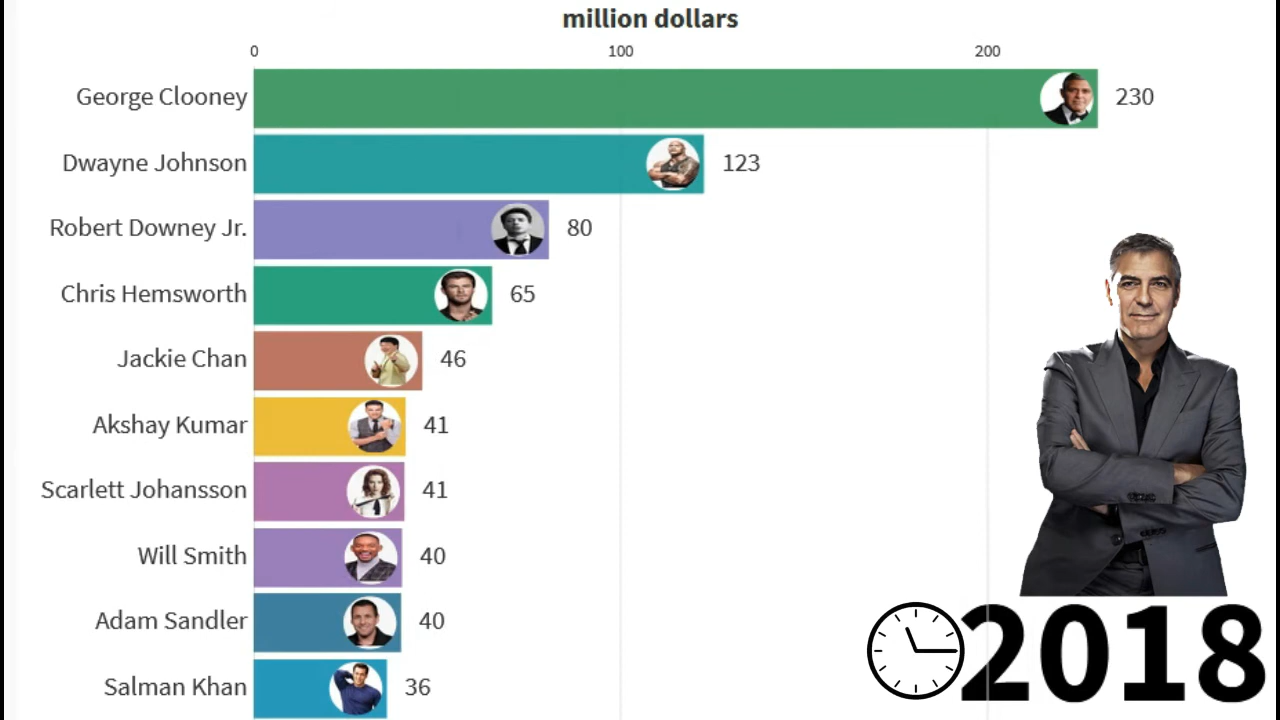 million dollars
0 100 200
George Clooney 230
Dwayne Johnson 123
Robert Downey Jr. 80
Chris Hemsworth 65
Jackie Chan 46
Akshay Kumar 41
Scarlett Johansson 41
Will Smith 40
Adam Sandler 40
Salman Khan 36
2018